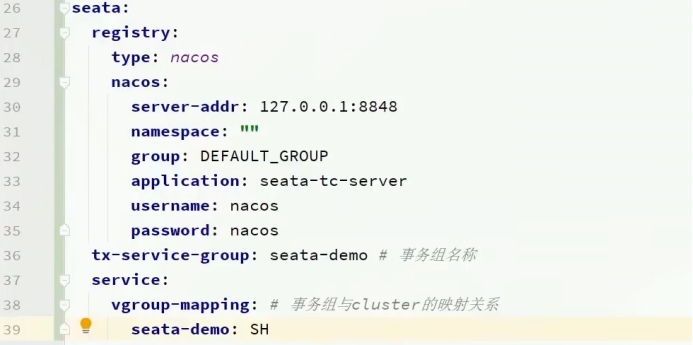 26 seata:
27 registry:
28 type: nacos
29 nacos:
30 server-addr: 127.0.0.1:8848
31 namespace: ""
32 group: DEFAULT_GROUP
33 application: seata-tc-server
34 username: nacos
35 password: nacos
36 tx-service-group: seata-demo # 事务组名称
37 service:
38 vgroup-mapping: # 事务组与cluster的映射关系
39 seata-demo: SH